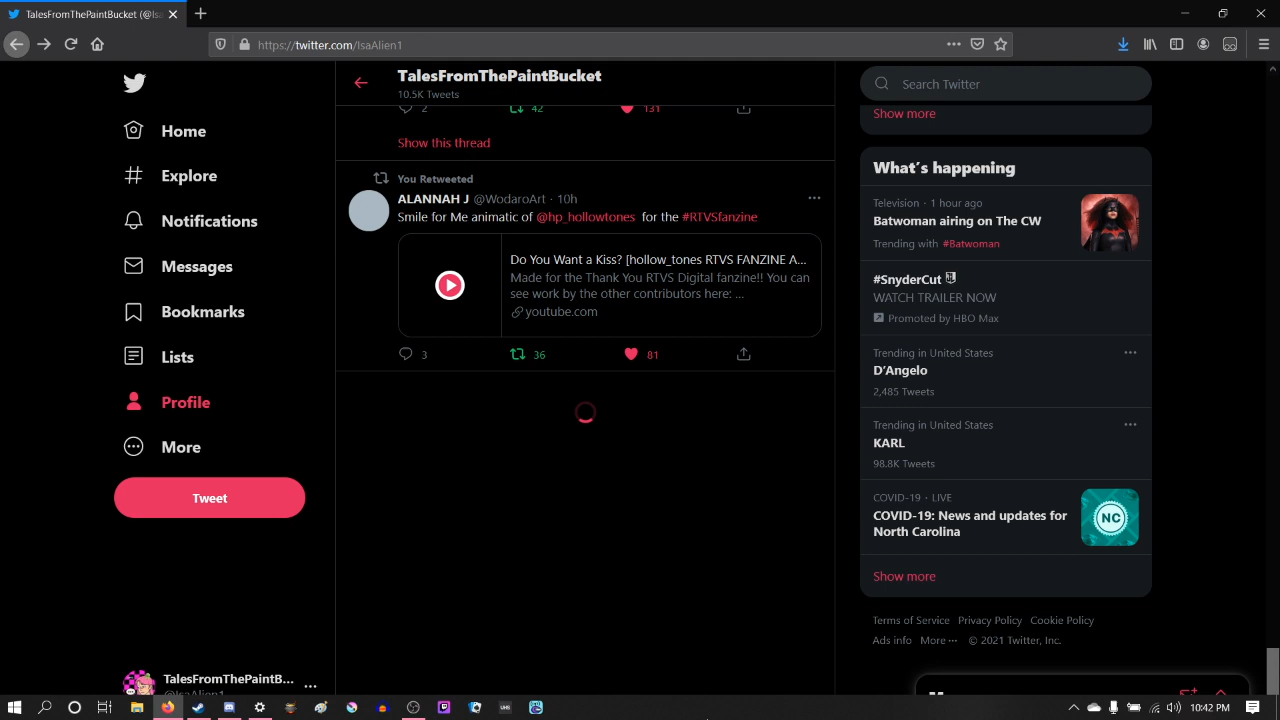 TalesFromThePaintBucket (@Isa
https://twitter.com/IsaAlien1
Home
Explore
Notifications
Messages
Bookmarks
Lists
Profile
More
Tweet
TalesFromThePaintB...
@IsaAlien1
TalesFromThePaintBucket
10.5K Tweets
2 42 131
Show this thread
You Retweeted
ALANNAH J @WodaroArt · 10h
Smile for Me animatic of @hp_hollowtones for the #RTVSfanzine
Do You Want a Kiss? [hollow_tones RTVS FANZINE A...
Made for the Thank You RTVS Digital fanzine!! You can
see work by the other contributors here: ...
youtube.com
3 36 81
Search Twitter
Show more
What's happening
Television · 1 hour ago
Batwoman airing on The CW
Trending with #Batwoman
#SnyderCut
WATCH TRAILER NOW
Promoted by HBO Max
Trending in United States
D'Angelo
2,485 Tweets
Trending in United States
KARL
98.8K Tweets
COVID-19 · LIVE
COVID-19: News and updates for
North Carolina
NC
Show more
Terms of Service Privacy Policy Cookie Policy
Ads info More ··· © 2021 Twitter, Inc.
10:42 PM